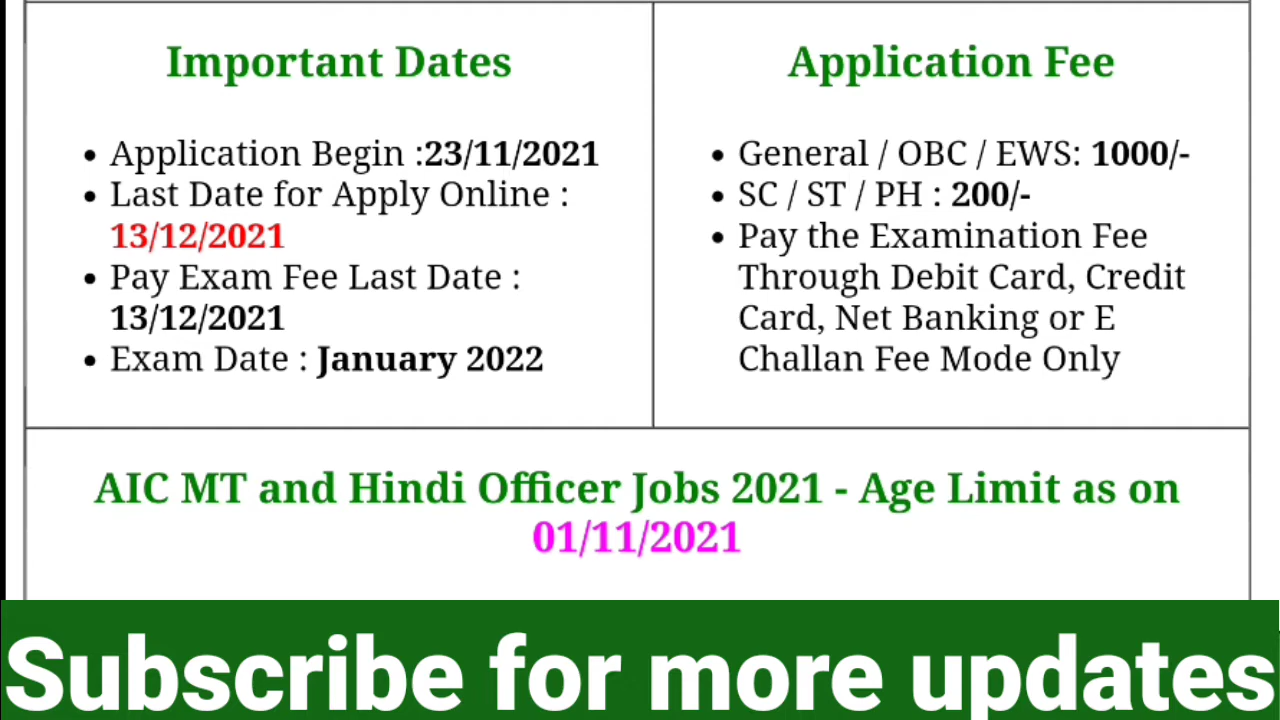 Important Dates
• Application Begin :23/11/2021
• Last Date for Apply Online :
13/12/2021
• Pay Exam Fee Last Date :
13/12/2021
• Exam Date : January 2022
Application Fee
• General / OBC / EWS: 1000/-
• SC / ST / PH : 200/-
• Pay the Examination Fee
Through Debit Card, Credit
Card, Net Banking or E
Challan Fee Mode Only
AIC MT and Hindi Officer Jobs 2021 - Age Limit as on
01/11/2021
Subscribe for more updates